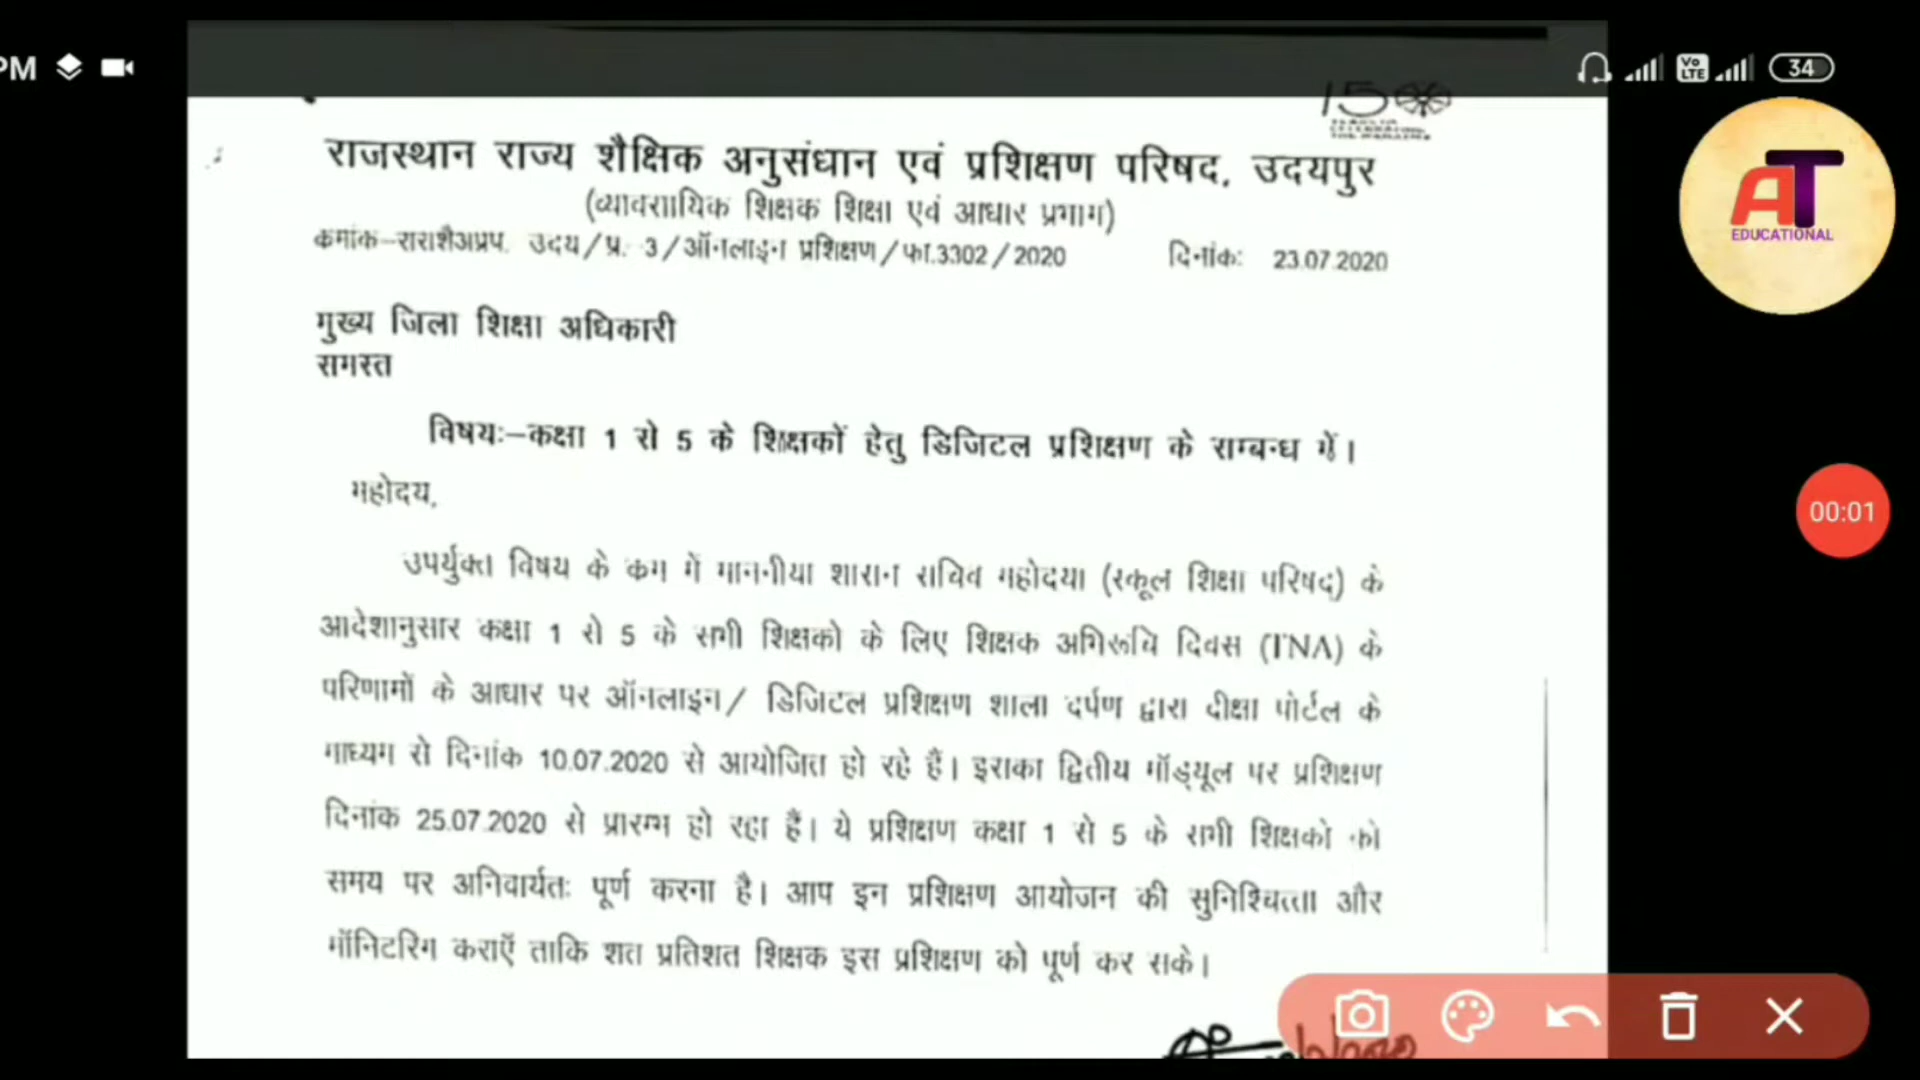 PM
Vo LTE
34
150
राजस्थान राज्य शैक्षिक अनुसंधान एवं प्रशिक्षण परिषद, उदयपुर
(व्यावसायिक शिक्षक शिक्षा एवं आधार प्रभाग)
कमांक-राराशैअप्रप. उदय/प्र. 3/ऑनलाइन प्रशिक्षण/फा.3302/2020 दिनांक: 23.07.2020
AT
EDUCATIONAL
मुख्य जिला शिक्षा अधिकारी
समस्त
विषयः-कक्षा 1 से 5 के शिक्षकों हेतु डिजिटल प्रशिक्षण के सम्बन्ध में।
महोदय,
00:01
उपर्युक्त विषय के कम में माननीया शासन सचिव महोदया (स्कूल शिक्षा परिषद) के
आदेशानुसार कक्षा 1 से 5 के सभी शिक्षको के लिए शिक्षक अभिरूचि दिवस (TNA) के
परिणामों के आधार पर ऑनलाइन/ डिजिटल प्रशिक्षण शाला दर्पण द्वारा दीक्षा पोर्टल के
माध्यम से दिनांक 10.07.2020 से आयोजित हो रहे हैं। इसका द्वितीय मॉड्यूल पर प्रशिक्षण
दिनांक 25.07.2020 से प्रारम्भ हो रहा हैं। ये प्रशिक्षण कक्षा 1 से 5 के सभी शिक्षको को
समय पर अनिवार्यतः पूर्ण करना है। आप इन प्रशिक्षण आयोजन की सुनिश्चितता और
मॉनिटरिंग कराऍ ताकि शत प्रतिशत शिक्षक इस प्रशिक्षण को पूर्ण कर सके।